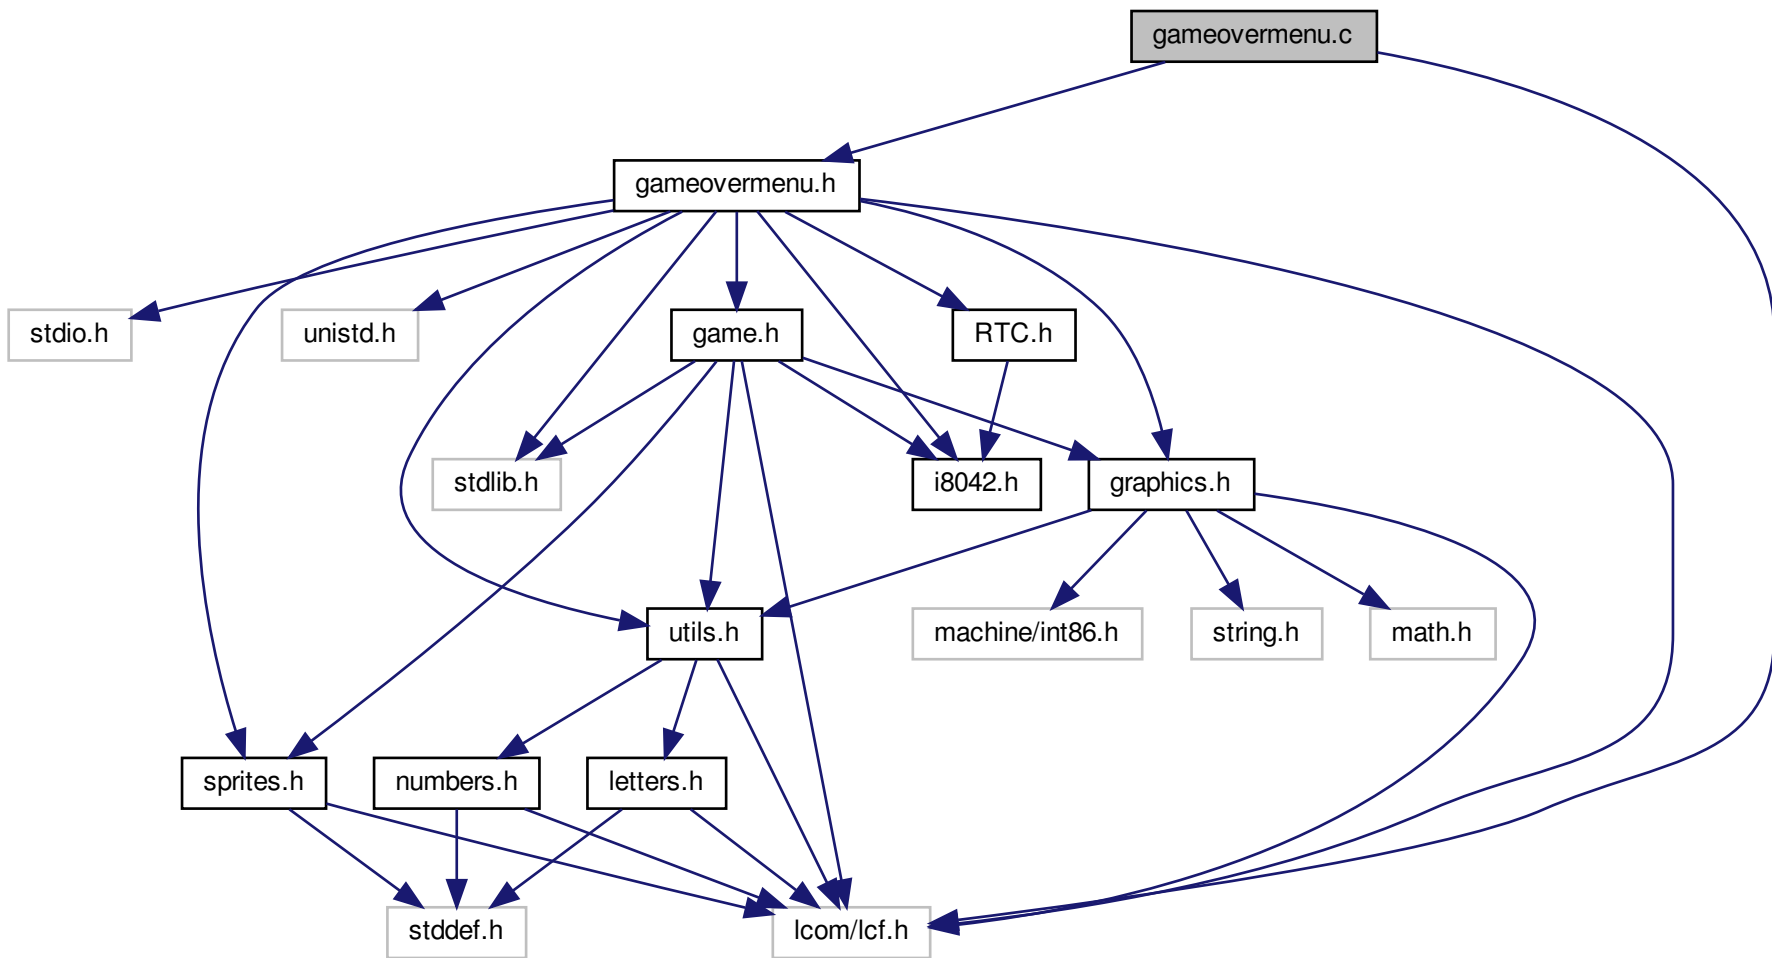 gameovermenu.c
gameovermenu.h
stdio.h
unistd.h
game.h
RTC.h
stdlib.h
i8042.h
graphics.h
utils.h
machine/int86.h
string.h
math.h
sprites.h
numbers.h
letters.h
stddef.h
lcom/lcf.h